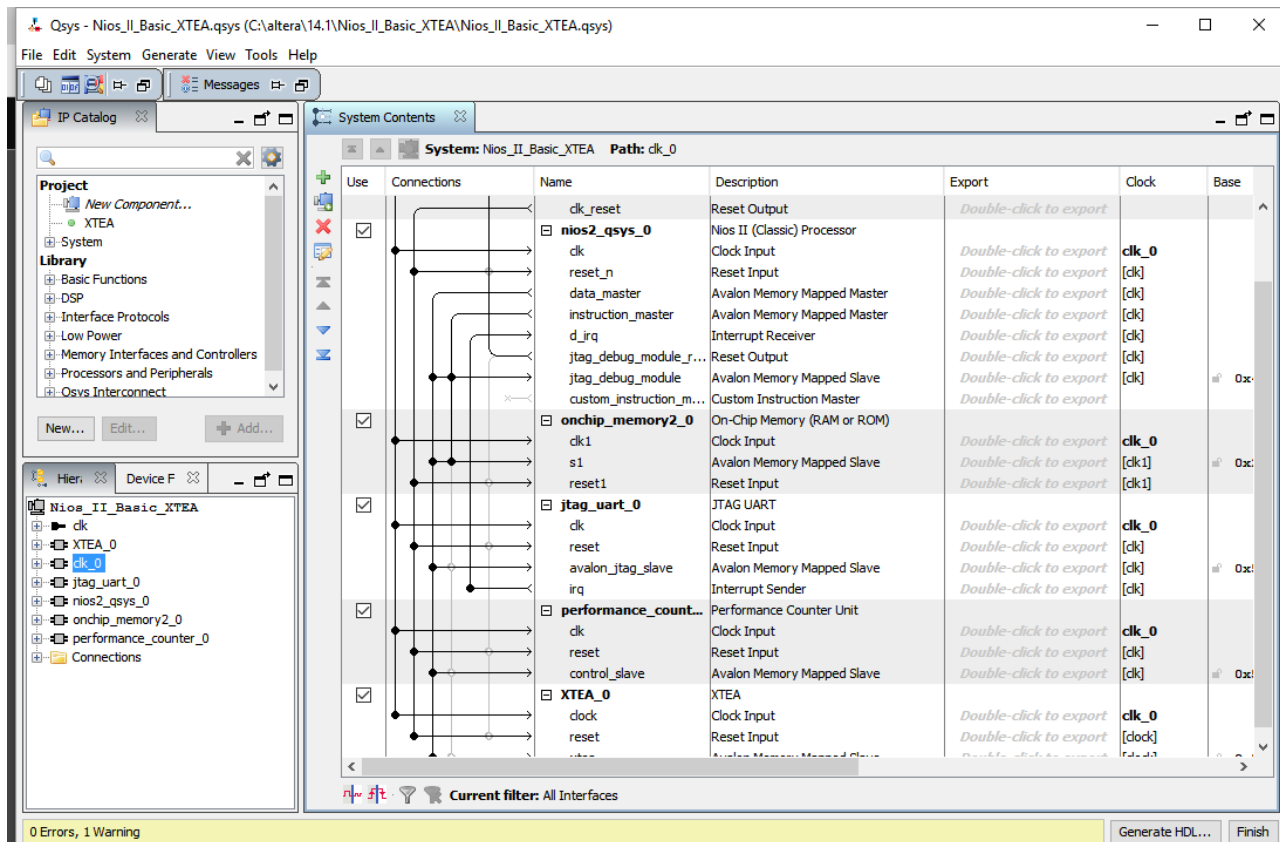 Qsys - Nios_II_Basic_XTEA.qsys (C:\altera\14.1\Nios_II_Basic_XTEA\Nios_II_Basic_XTEA.qsys)
File Edit System Generate View Tools Help
Messages
IP Catalog
Project
New Component...
XTEA
System
Library
Basic Functions
DSP
Interface Protocols
Low Power
Memory Interfaces and Controllers
Processors and Peripherals
Qsys Interconnect
New... Edit... Add...
Hier. Device F
Nios_II_Basic_XTEA
clk
XTEA_0
clk_0
jtag_uart_0
nios2_qsys_0
onchip_memory2_0
performance_counter_0
Connections
System Contents
System: Nios_II_Basic_XTEA Path: clk_0
Use Connections Name Description Export Clock Base
clk_reset Reset Output Double-click to export
nios2_qsys_0 Nios II (Classic) Processor
clk Clock Input Double-click to export clk_0
reset_n Reset Input Double-click to export [clk]
data_master Avalon Memory Mapped Master Double-click to export [clk]
instruction_master Avalon Memory Mapped Master Double-click to export [clk]
d_irq Interrupt Receiver Double-click to export [clk]
jtag_debug_module_r... Reset Output Double-click to export [clk]
jtag_debug_module Avalon Memory Mapped Slave Double-click to export [clk]
custom_instruction_m... Custom Instruction Master Double-click to export
onchip_memory2_0 On-Chip Memory (RAM or ROM)
clk1 Clock Input Double-click to export clk_0
s1 Avalon Memory Mapped Slave Double-click to export [clk1]
reset1 Reset Input Double-click to export [clk1]
jtag_uart_0 JTAG UART
clk Clock Input Double-click to export clk_0
reset Reset Input Double-click to export [clk]
avalon_jtag_slave Avalon Memory Mapped Slave Double-click to export [clk]
irq Interrupt Sender Double-click to export [clk]
performance_count... Performance Counter Unit
clk Clock Input Double-click to export clk_0
reset Reset Input Double-click to export [clk]
control_slave Avalon Memory Mapped Slave Double-click to export [clk]
XTEA_0 XTEA
clock Clock Input Double-click to export clk_0
reset Reset Input Double-click to export [clock]
Current filter: All Interfaces
0 Errors, 1 Warning
Generate HDL... Finish